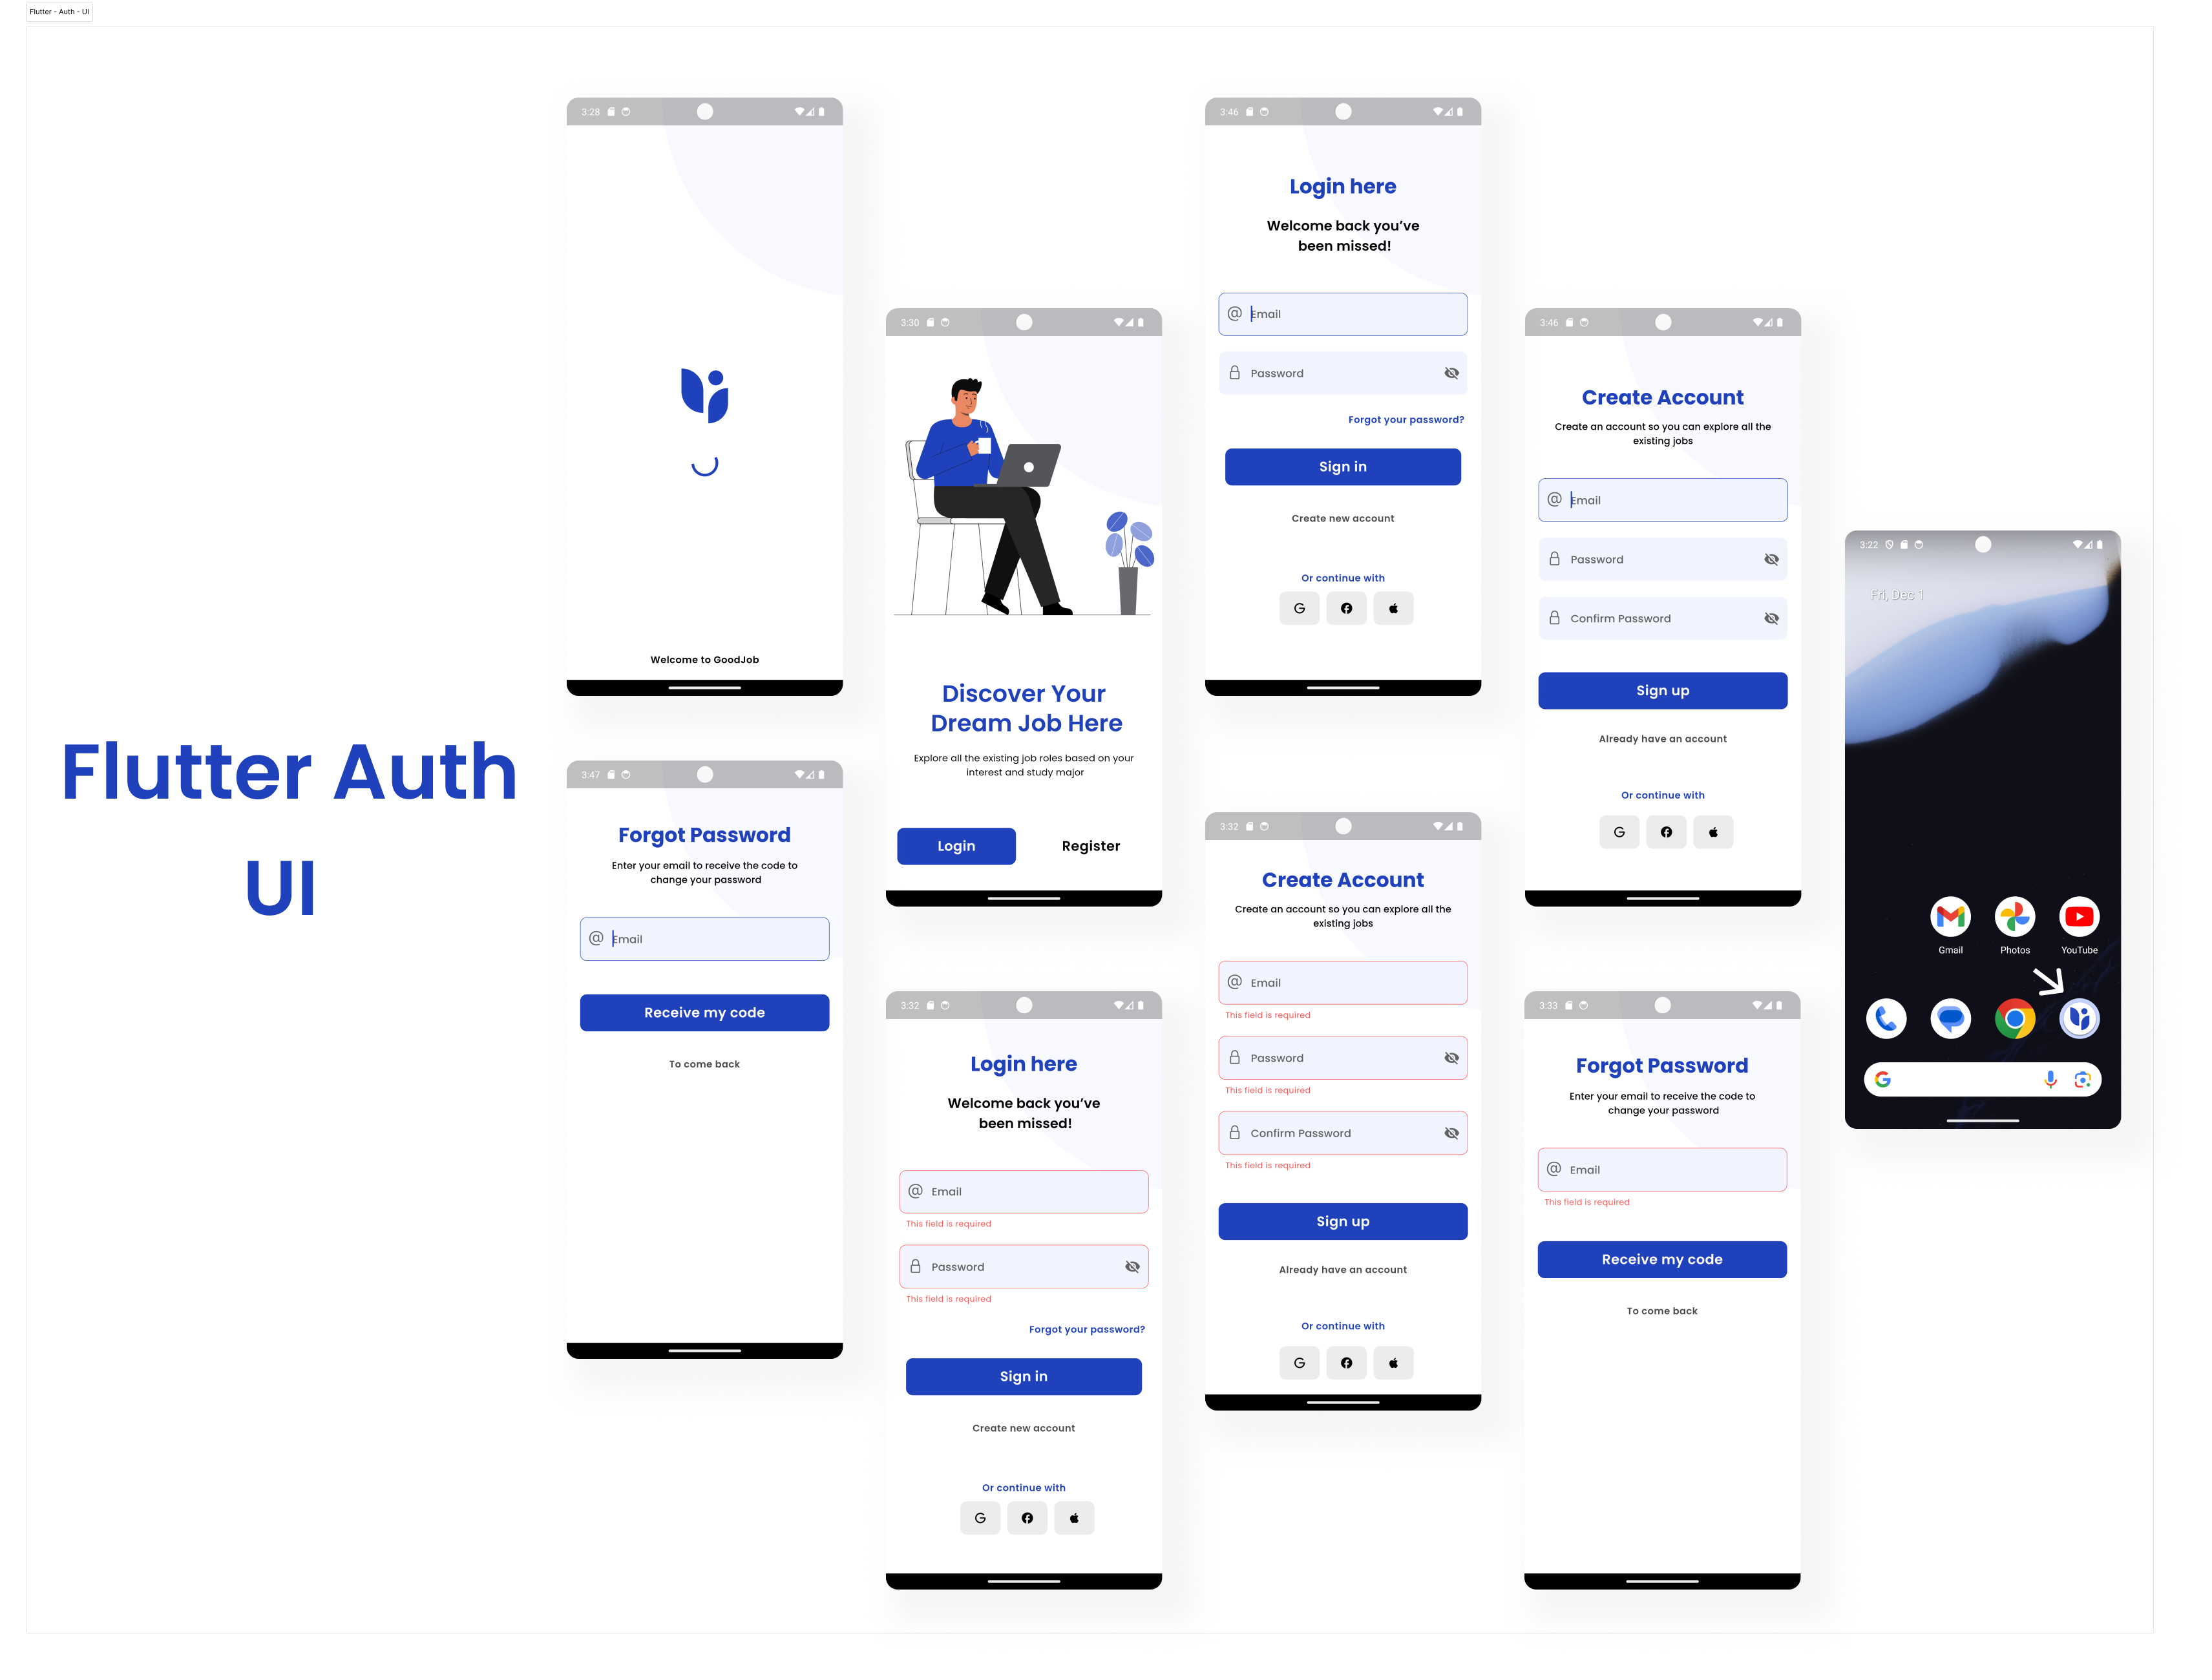 Flutter - Auth - UI
Flutter Auth
UI
3:28
Welcome to GoodJob
3:47
Forgot Password
Enter your email to receive the code to
change your password
@ Email
Receive my code
To come back
3:30
Discover Your
Dream Job Here
Explore all the existing job roles based on your
interest and study major
Login
Register
3:32
Login here
Welcome back you’ve
been missed!
@ Email
This field is required
Password
This field is required
Forgot your password?
Sign in
Create new account
Or continue with
G
3:46
Login here
Welcome back you’ve
been missed!
@ Email
Password
Forgot your password?
Sign in
Create new account
Or continue with
G
3:32
Create Account
Create an account so you can explore all the
existing jobs
@ Email
This field is required
Password
This field is required
Confirm Password
This field is required
Sign up
Already have an account
Or continue with
G
3:46
Create Account
Create an account so you can explore all the
existing jobs
@ Email
Password
Confirm Password
Sign up
Already have an account
Or continue with
G
3:33
Forgot Password
Enter your email to receive the code to
change your password
@ Email
This field is required
Receive my code
To come back
3:22
Fri, Dec 1
Gmail
Photos
YouTube
G